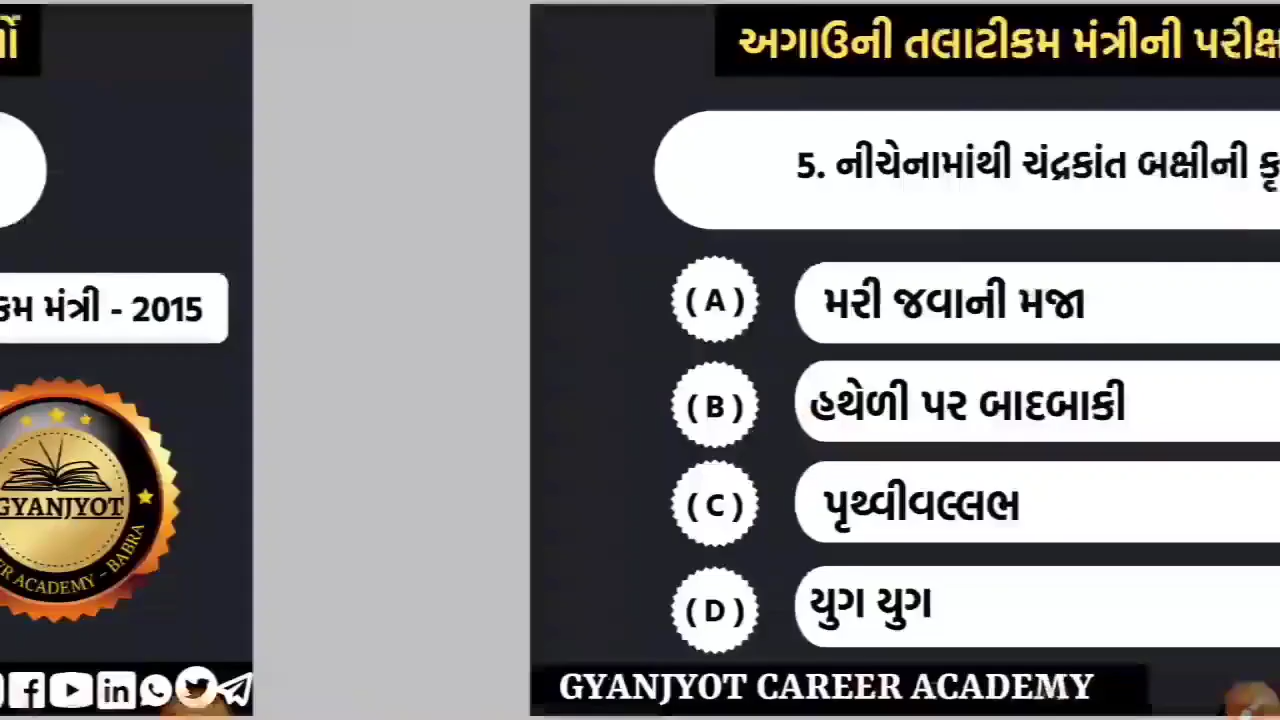 કમ મંત્રી - 2015
GYANJYOT
ER ACADEMY - BABRA
અગાઉની તલાટીકમ મંત્રીની
5. નીચેનામાંથી ચંદ્રકાંત બક્ષીની
( A ) મરી જવાની મજા
( B ) હથેળી પર બાદબાકી
( C ) પૃથ્વીવલ્લભ
( D ) યુગ યુગ
GYANJYOT CAREER ACADEMY